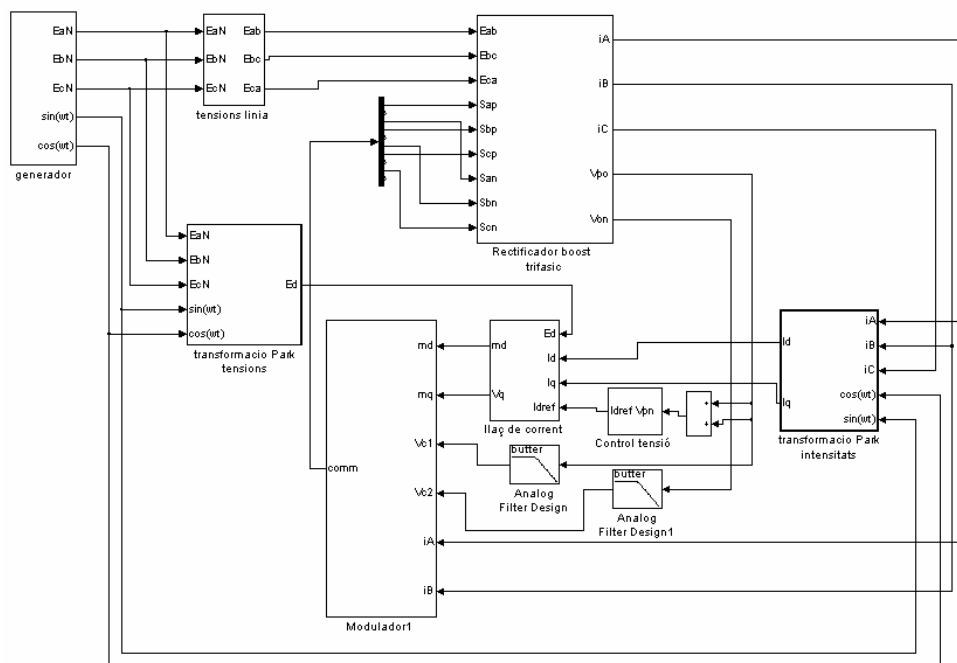 EaN
EbN
EcN
sin(wt)
cos(wt)
generador
EaN
EbN
EcN
Eab
Ebc
Eca
tensions linia
Eab
Ebc
Eca
Sap
Sbp
Scp
San
Sbn
Scn
iA
iB
iC
Vpo
Von
Rectificador boost
trifasic
EaN
EbN
EcN
sin(wt)
cos(wt)
Ed
transformacio Park
tensions
comm
md
mq
Vc1
Vc2
iA
iB
Modulador1
md
Vq
Ed
Id
Iq
Idref
llaç de corrent
Idref Vpn
Control tensió
+
+
butter
Analog
Filter Design
butter
Analog
Filter Design1
Id
Iq
iA
iB
iC
cos(wt)
sin(wt)
transformacio Park
intensitats